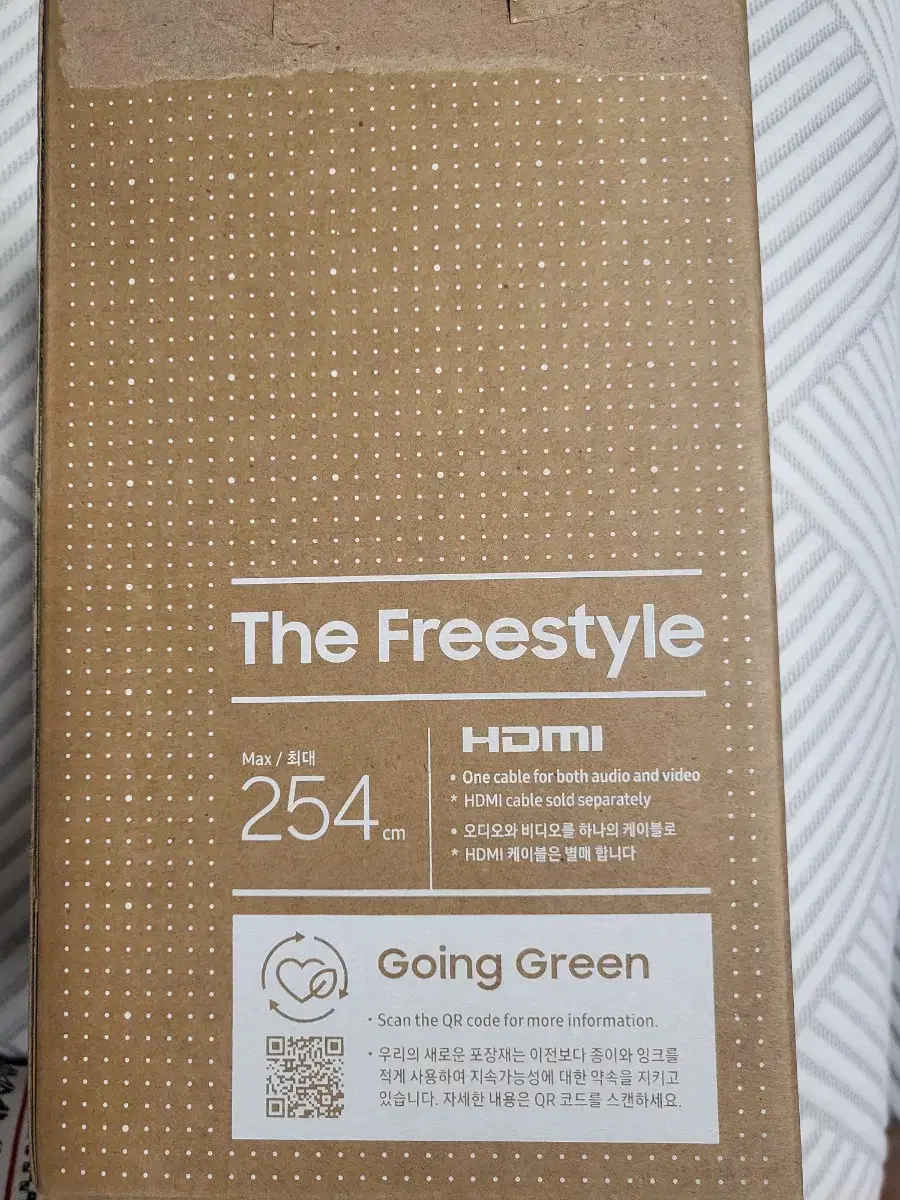 The Freestyle
Max / 최대
254 cm
HDMI
• One cable for both audio and video
* HDMI cable sold separately
• 오디오와 비디오를 하나의 케이블로
* HDMI 케이블은 별매 합니다
Going Green
• Scan the QR code for more information.
• 우리의 새로운 포장재는 이전보다 종이와 잉크를
적게 사용하여 지속가능성에 대한 약속을 지키고
있습니다. 자세한 내용은 QR 코드를 스캔하세요.